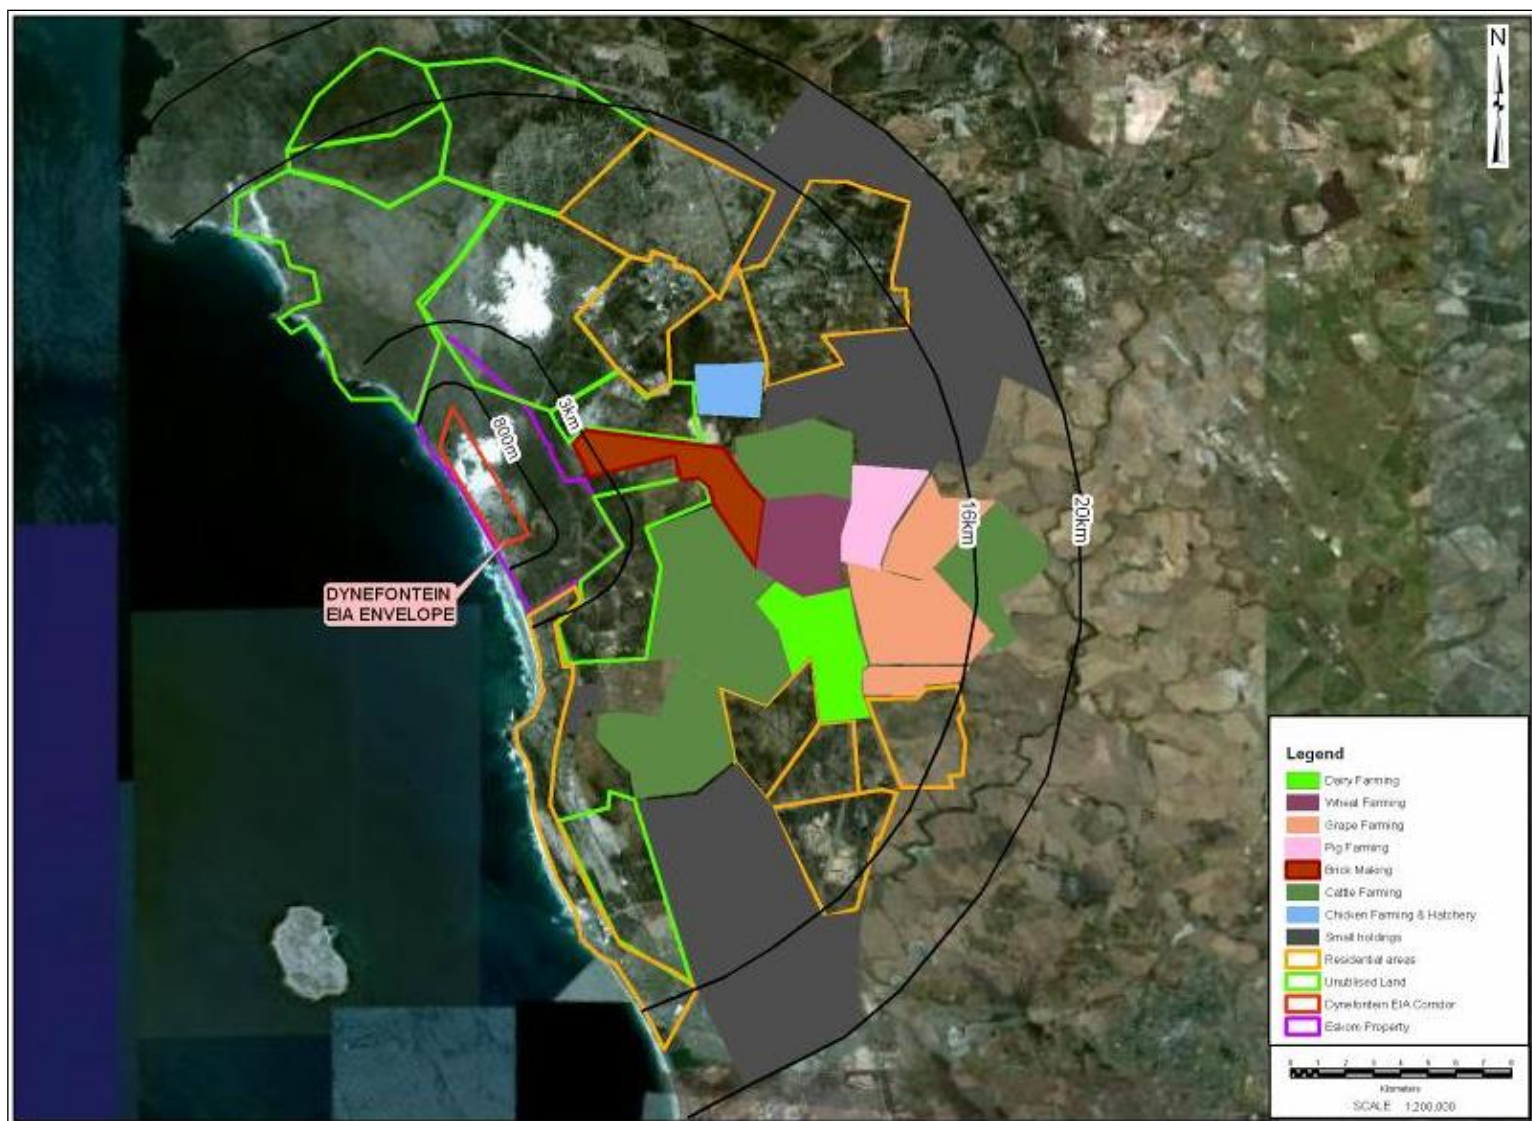 N
800m
3km
16km
20km
DYNEFONTEIN
EIA ENVELOPE
Legend
Dairy Farming
Wheat Farming
Grape Farming
Pig Farming
Brick Making
Cattle Farming
Chicken Farming & Hatchery
Small holdings
Residential areas
Unutilised Land
Dynefontein EIA Corridor
Eskom Property
Kilometers
SCALE 1:200,000